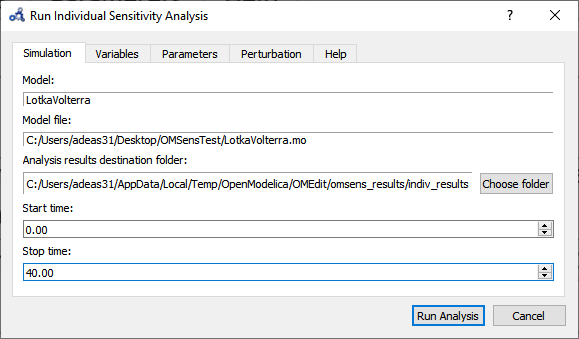 Run Individual Sensitivity Analysis
?
Simulation Variables Parameters Perturbation Help
Model:
LotkaVolterra
Model file:
C:/Users/adeas31/Desktop/OMSensTest/LotkaVolterra.mo
Analysis results destination folder:
C:/Users/adeas31/AppData/Local/Temp/OpenModelica/OMEdit/omsens_results/indiv_results Choose folder
Start time:
0.00
Stop time:
40.00
Run Analysis Cancel